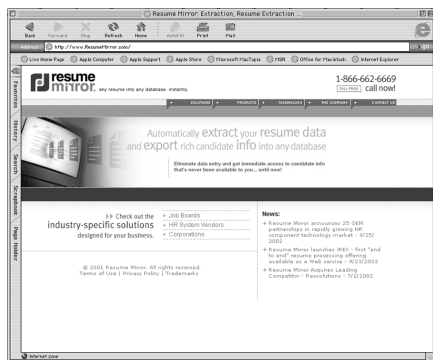 Resume Mirror: Extraction, Resume Extraction ...
Back Forward Stop Refresh Home AutoFill Print Mail
Address: http://www.ResumeMirror.com/ go
Live Home Page Apple Computer Apple Support Apple Store Microsoft MacTopia MSN Office for Macintosh Internet Explorer
Favorites
History
Search
Scrapbook
Page Holder
resume
mirror. any resume into any database. instantly.
1-866-662-6669
TOLL FREE call now!
+ SOLUTIONS + PRODUCTS + TECHNOLOGY + THE COMPANY + CONTACT US
Automatically extract your resume data
and export rich candidate info into any database
Eliminate data entry and get immediate access to candidate info
that's never been available to you... until now!
Check out the
industry-specific solutions
designed for your business.
+ Job Boards
+ HR System Vendors
+ Corporations
News:
+ Resume Mirror announces 25 OEM
partnerships in rapidly growing HR
component technology market - 9/25/
2002
+ Resume Mirror launches iREX - first "end
to end" resume processing offering
available as a Web service - 9/23/2002
+ Resume Mirror Acquires Leading
Competitor - Raysolutions - 7/2/2002
© 2001 Resume Mirror. All rights reserved.
Terms of Use | Privacy Policy | Trademarks
Internet zone